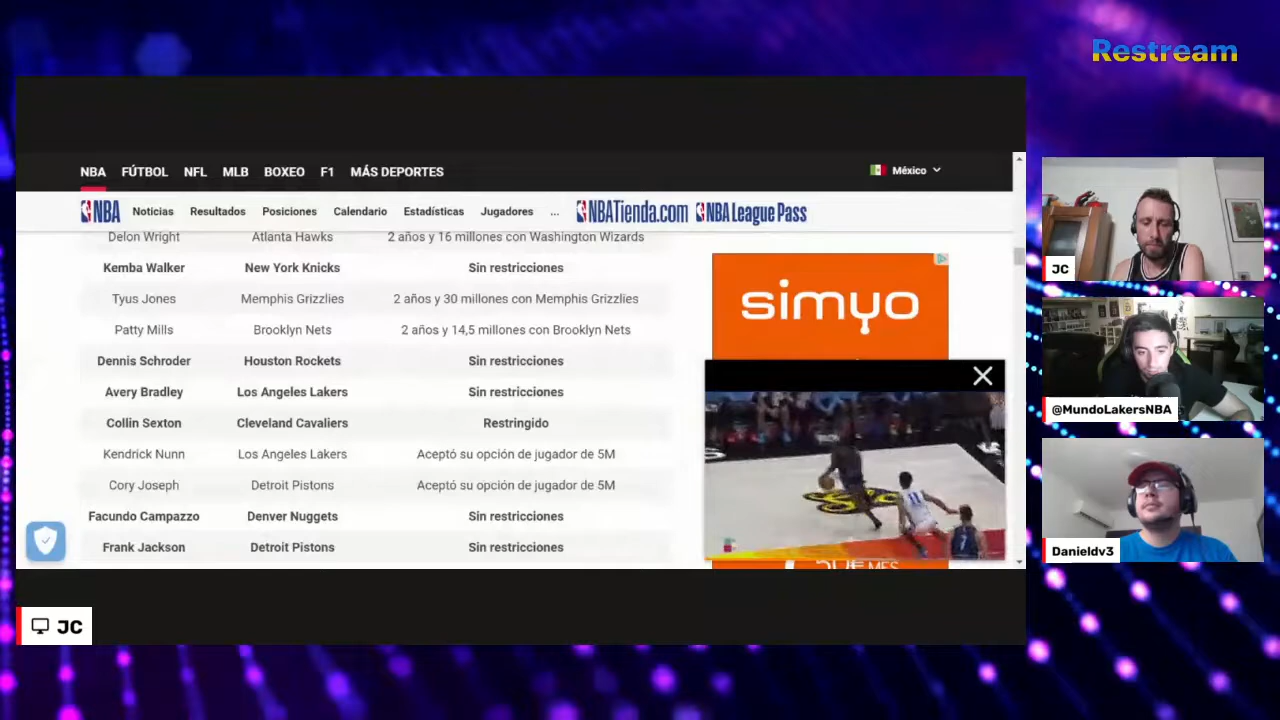 Restream
NBA FÚTBOL NFL MLB BOXEO F1 MÁS DEPORTES México
NBA Noticias Resultados Posiciones Calendario Estadísticas Jugadores ... NBATienda.com NBA League Pass
Delon Wright Atlanta Hawks 2 años y 16 millones con Washington Wizards
Kemba Walker New York Knicks Sin restricciones
Tyus Jones Memphis Grizzlies 2 años y 30 millones con Memphis Grizzlies
Patty Mills Brooklyn Nets 2 años y 14,5 millones con Brooklyn Nets
Dennis Schroder Houston Rockets Sin restricciones
Avery Bradley Los Angeles Lakers Sin restricciones
Collin Sexton Cleveland Cavaliers Restringido
Kendrick Nunn Los Angeles Lakers Aceptó su opción de jugador de 5M
Cory Joseph Detroit Pistons Aceptó su opción de jugador de 5M
Facundo Campazzo Denver Nuggets Sin restricciones
Frank Jackson Detroit Pistons Sin restricciones
simyo
11
7
JC
@MundoLakersNBA
Danieldv3
JC